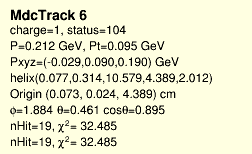 MdcTrack 6
charge=1, status=104
P=0.212 GeV, Pt=0.095 GeV
Pxyz=(-0.029,0.090,0.190) GeV
helix(0.077,0.314,10.579,4.389,2.012)
Origin (0.073, 0.024, 4.389) cm
ϕ=1.884 θ=0.461 cosθ=0.895
nHit=19, χ²= 32.485
nHit=19, χ²= 32.485